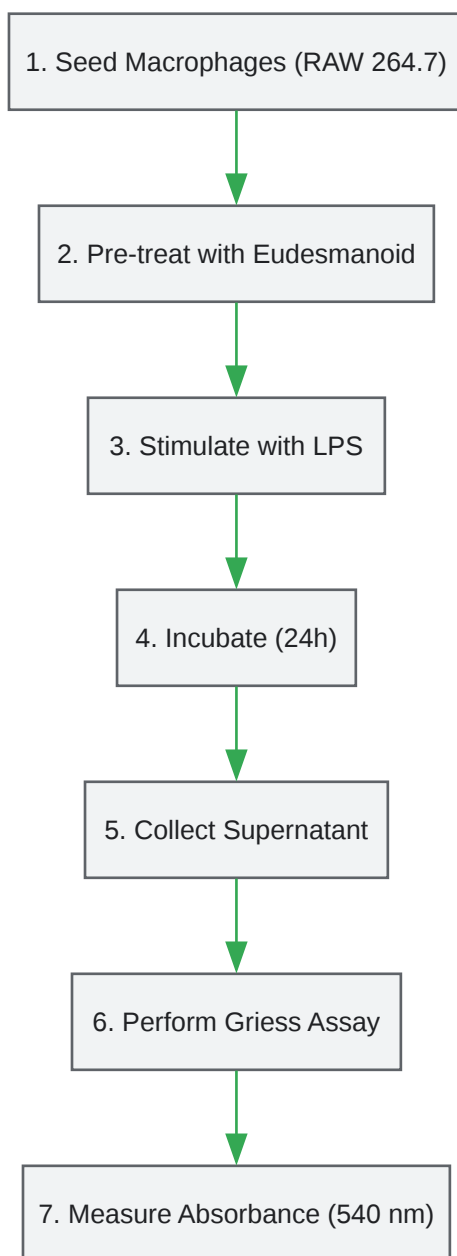 1. Seed Macrophages (RAW 264.7)
2. Pre-treat with Eudesmanoid
3. Stimulate with LPS
4. Incubate (24h)
5. Collect Supernatant
6. Perform Griess Assay
7. Measure Absorbance (540 nm)